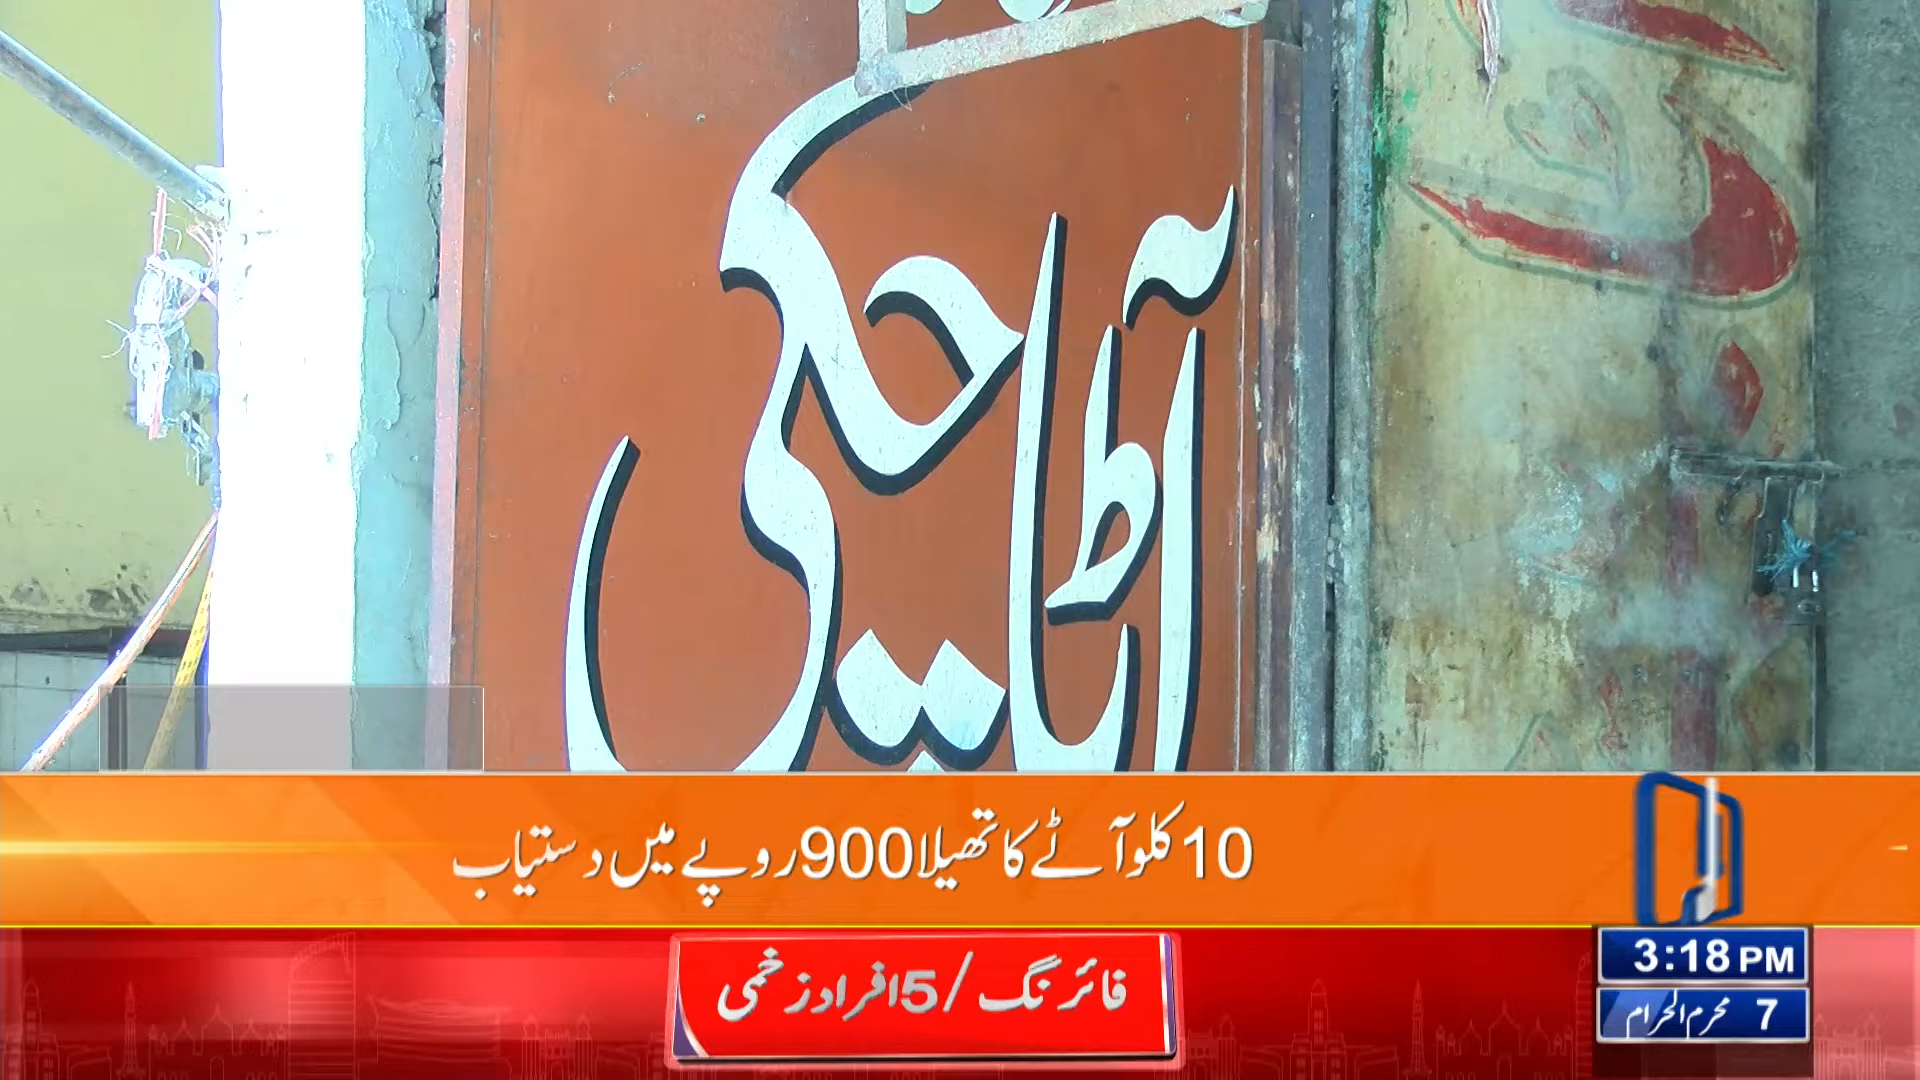 آٹا چکی
10 کلو آٹے کا تھیلا 900 روپے میں دستیاب
فائرنگ / 5 افراد زخمی
3:18 PM
7 محرم الحرام